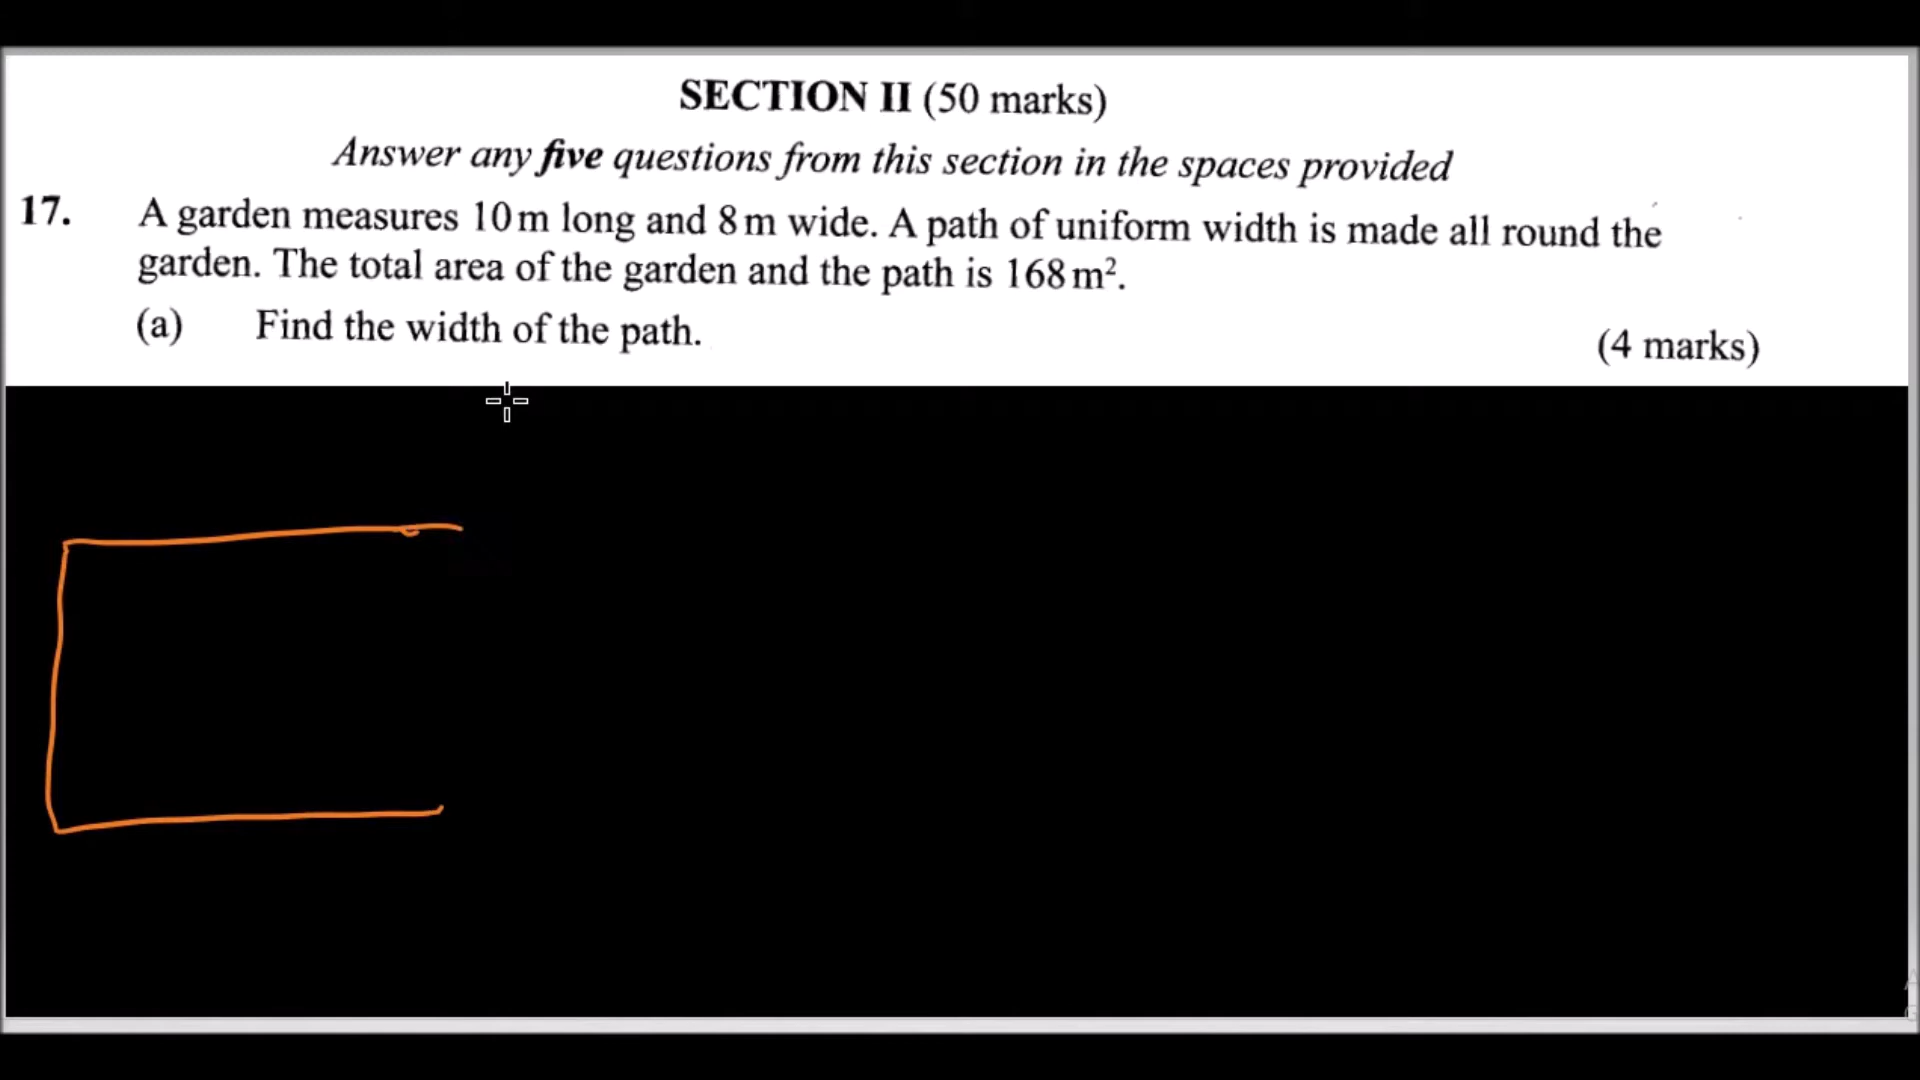 SECTION II (50 marks)
Answer any five questions from this section in the spaces provided
17. A garden measures 10 m long and 8 m wide. A path of uniform width is made all round the
garden. The total area of the garden and the path is 168 m².
(a) Find the width of the path.
(4 marks)